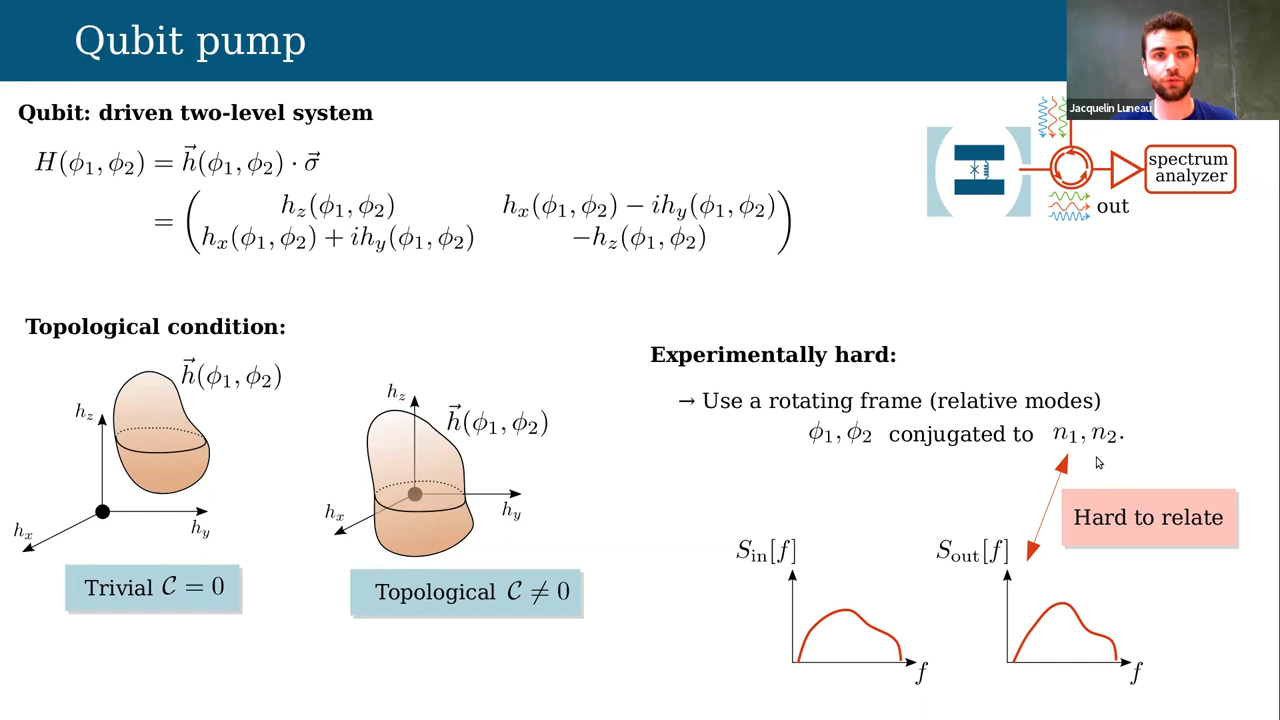 Qubit pump
Jacquelin Luneau
Qubit: driven two-level system
H(ϕ₁, ϕ₂) = h⃗(ϕ₁, ϕ₂) · σ⃗
= ( h_z(ϕ₁, ϕ₂) h_x(ϕ₁, ϕ₂) − ih_y(ϕ₁, ϕ₂)
h_x(ϕ₁, ϕ₂) + ih_y(ϕ₁, ϕ₂) −h_z(ϕ₁, ϕ₂) )
spectrum
analyzer
out
Topological condition:
h⃗(ϕ₁, ϕ₂)
h_z
h_x
h_y
Trivial 𝒞 = 0
h_z
h⃗(ϕ₁, ϕ₂)
h_x
h_y
Topological 𝒞 ≠ 0
Experimentally hard:
→ Use a rotating frame (relative modes)
ϕ₁, ϕ₂ conjugated to n₁, n₂.
Hard to relate
S_in[f]
f
S_out[f]
f